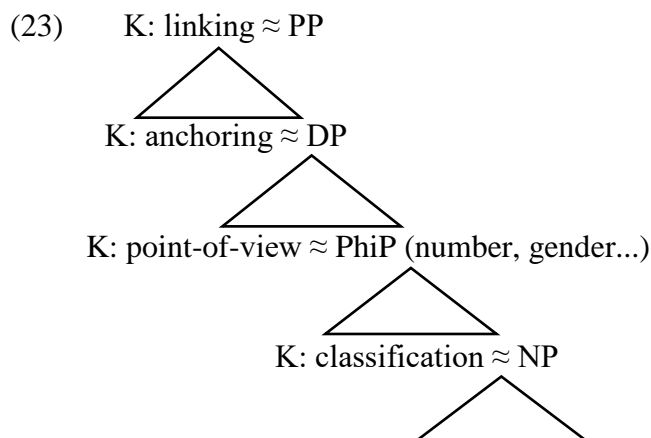 (23) K: linking ≈ PP
K: anchoring ≈ DP
K: point-of-view ≈ PhiP (number, gender...)
K: classification ≈ NP